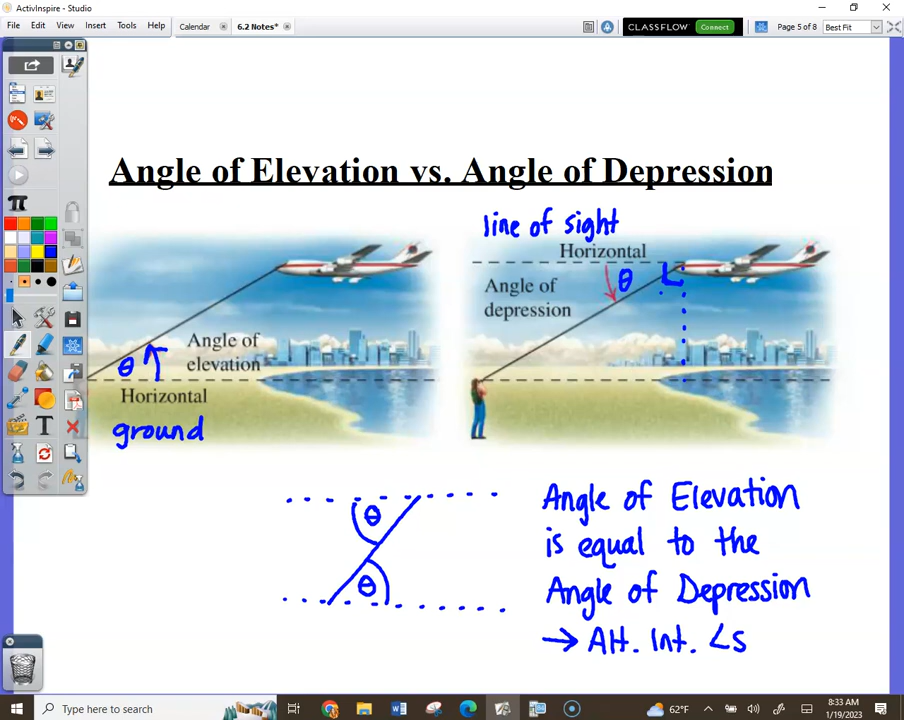 ActivInspire - Studio
File Edit View Insert Tools Help
Calendar
6.2 Notes*
CLASSFLOW Connect
Page 5 of 8
Best Fit
Angle of Elevation vs. Angle of Depression
line of sight
Horizontal
θ
Angle of
depression
Angle of
elevation
θ
Horizontal
ground
θ
θ
Angle of Elevation
is equal to the
Angle of Depression
→ Alt. Int. ∠s
Type here to search
62°F
8:33 AM
1/19/2023